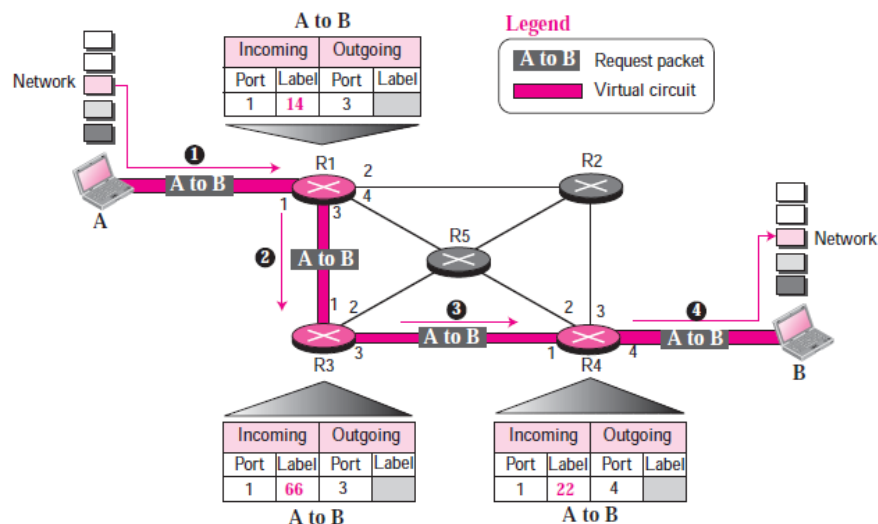 A to B
Incoming Outgoing
Port Label Port Label
1 14 3
Legend
A to B Request packet
Virtual circuit
Network
1
A to B
A
R1
1
2
3
4
R2
2
A to B
R5
Network
1
2
3
R3
3
A to B
1
2
3
4
R4
4
A to B
B
Incoming Outgoing
Port Label Port Label
1 66 3
A to B
Incoming Outgoing
Port Label Port Label
1 22 4
A to B